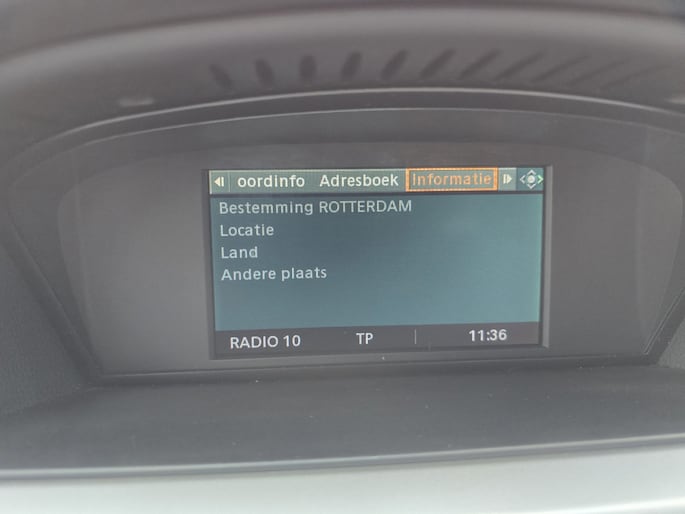 oordinfo Adresboek Informatie
Bestemming ROTTERDAM
Locatie
Land
Andere plaats
RADIO 10 TP 11:36